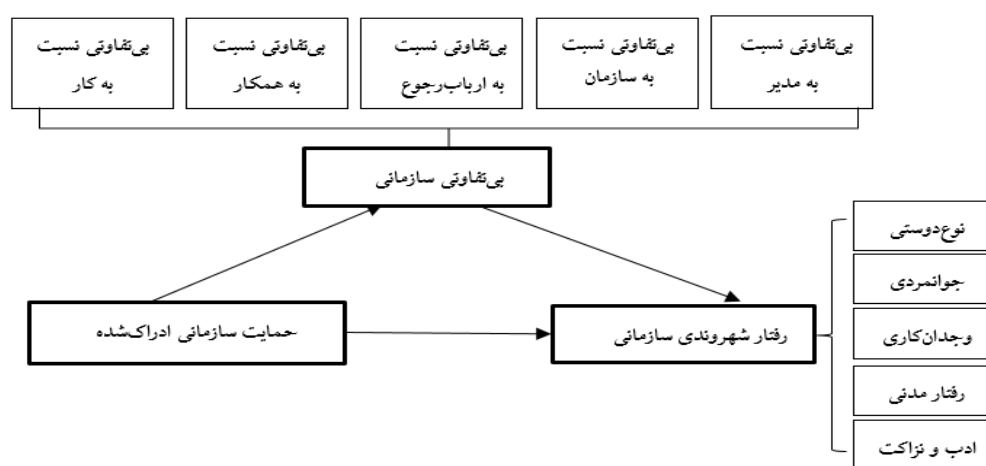 بی‌تفاوتی نسبت
به مدیر
بی‌تفاوتی نسبت
به سازمان
بی‌تفاوتی نسبت
به ارباب‌رجوع
بی‌تفاوتی نسبت
به همکار
بی‌تفاوتی نسبت
به کار
بی‌تفاوتی سازمانی
نوع‌دوستی
جوانمردی
وجدان‌کاری
رفتار مدنی
ادب و نزاکت
رفتار شهروندی سازمانی
حمایت سازمانی ادراک‌شده